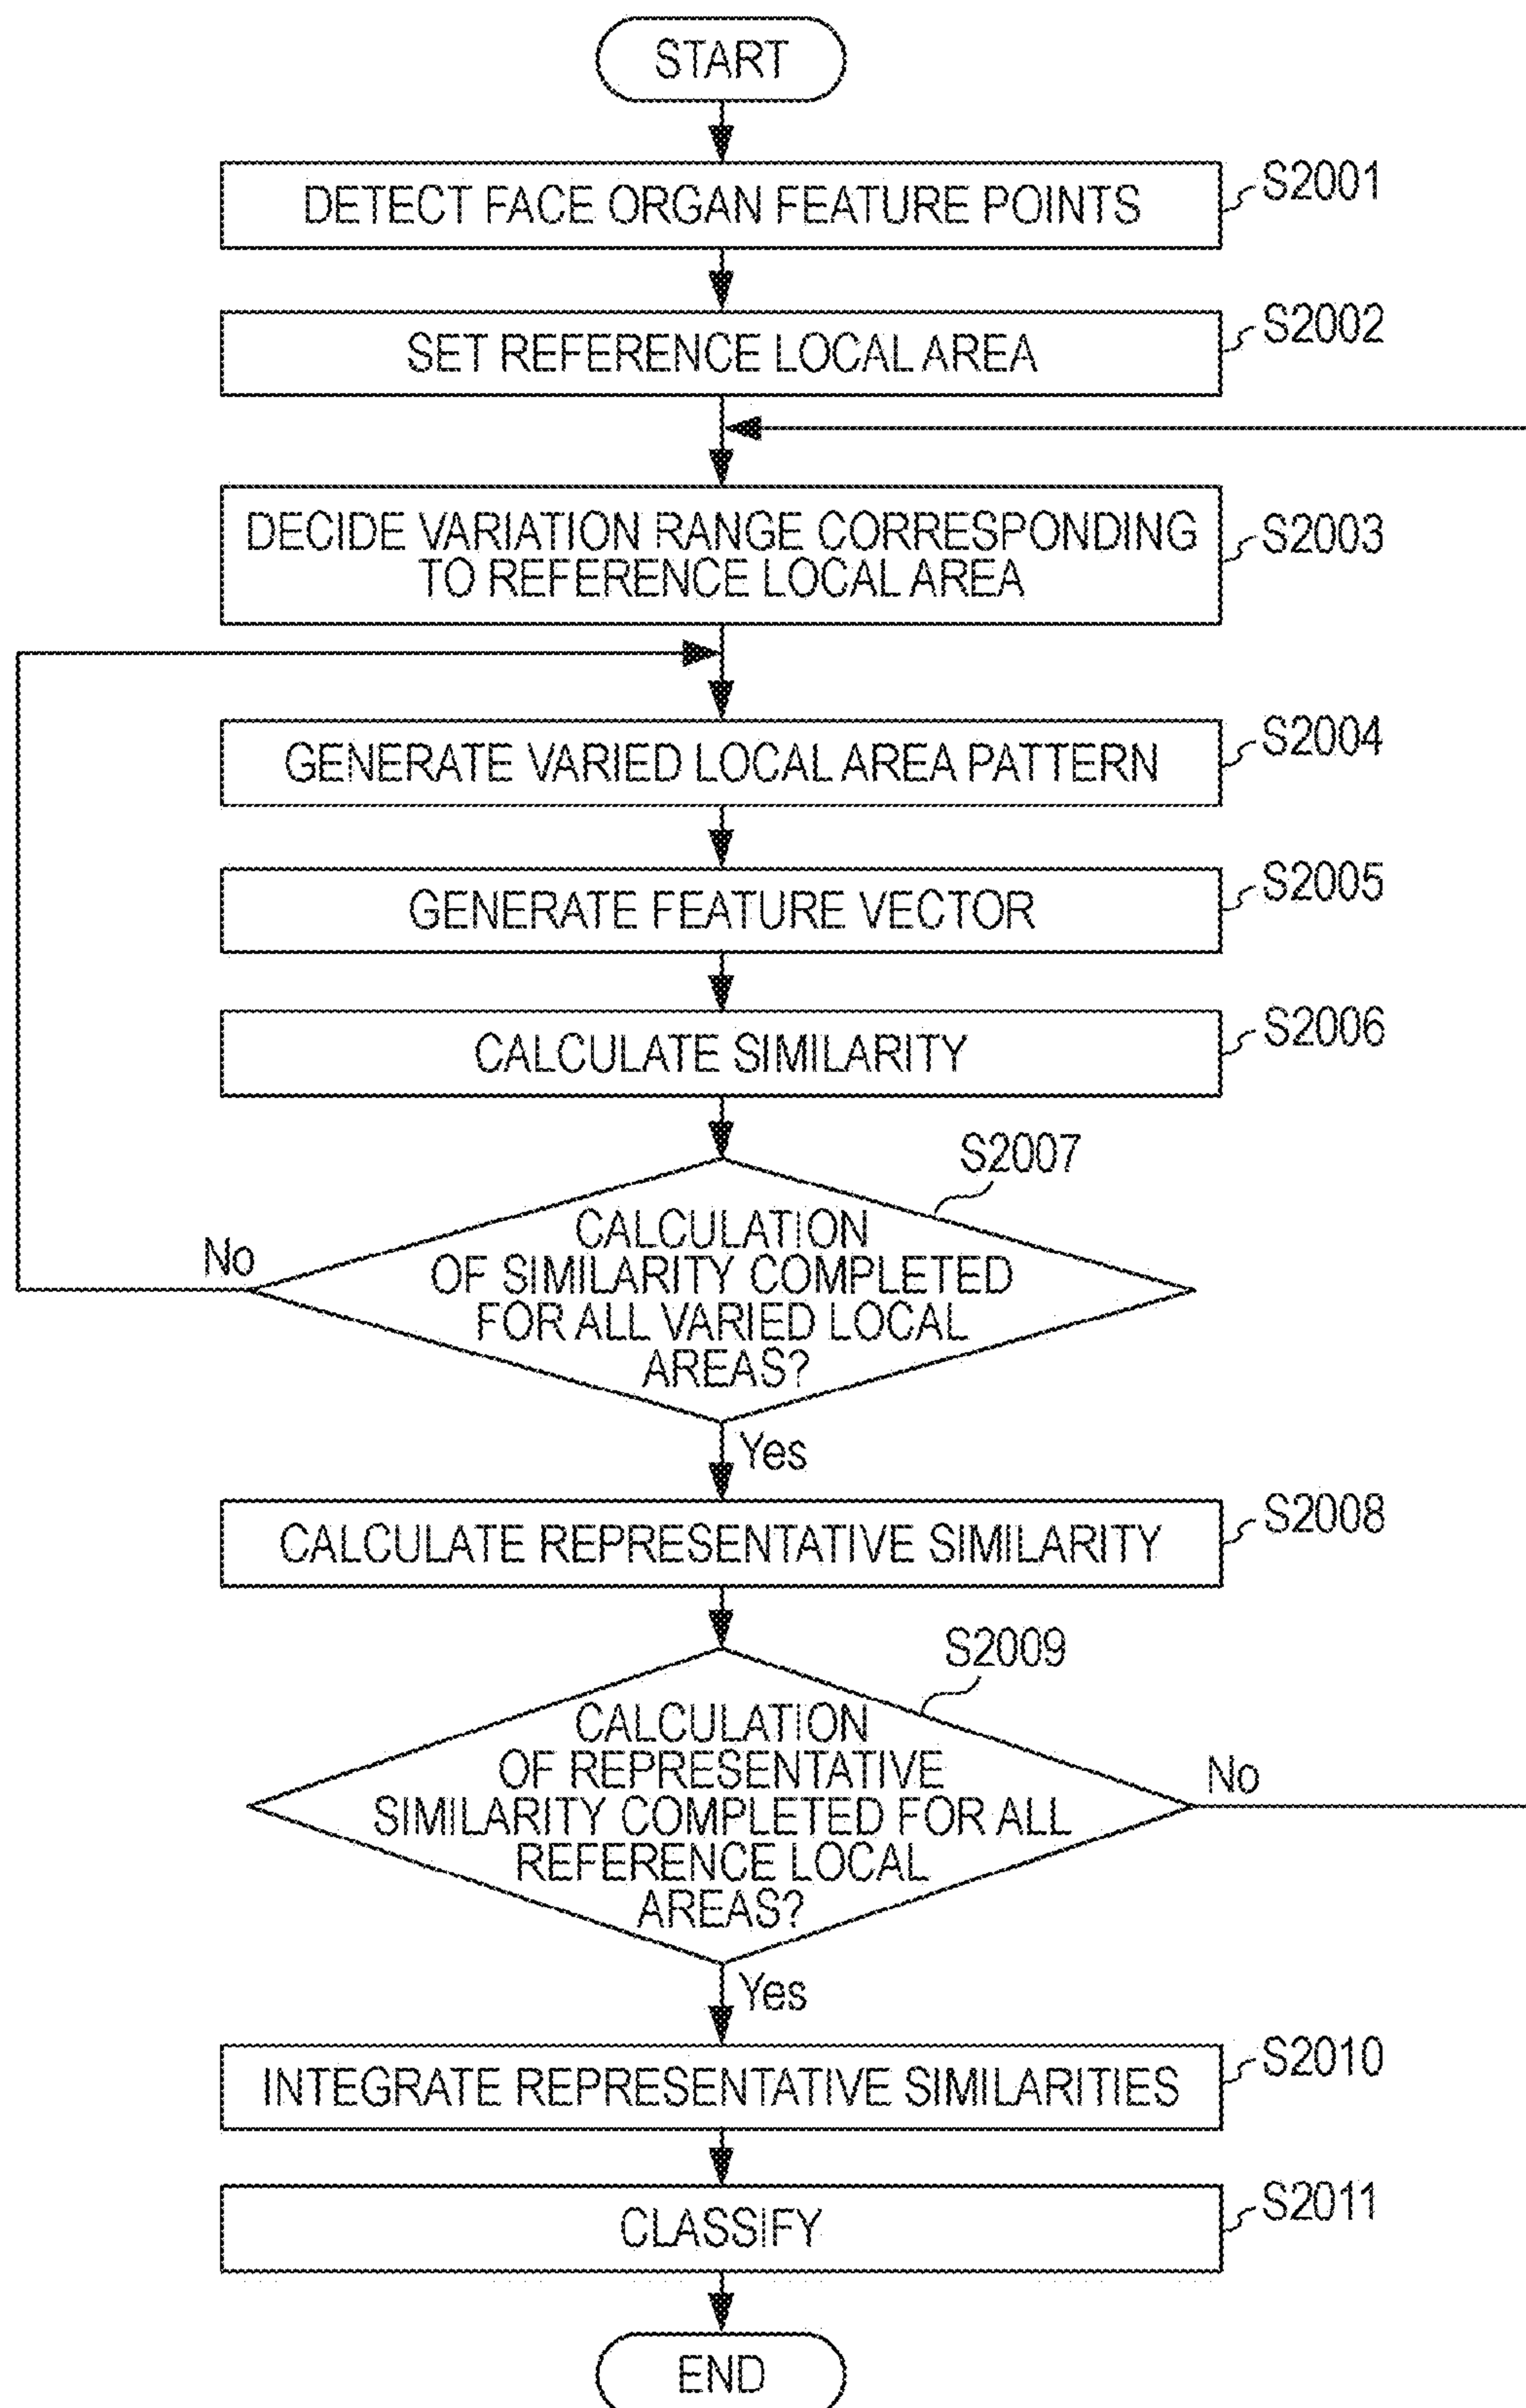 START
DETECT FACE ORGAN FEATURE POINTS
S2001
SET REFERENCE LOCAL AREA
S2002
DECIDE VARIATION RANGE CORRESPONDING
TO REFERENCE LOCAL AREA
S2003
GENERATE VARIED LOCAL AREA PATTERN
S2004
GENERATE FEATURE VECTOR
S2005
CALCULATE SIMILARITY
S2006
S2007
CALCULATION
OF SIMILARITY COMPLETED
FOR ALL VARIED LOCAL
AREAS?
No
Yes
CALCULATE REPRESENTATIVE SIMILARITY
S2008
S2009
CALCULATION
OF REPRESENTATIVE
SIMILARITY COMPLETED FOR ALL
REFERENCE LOCAL
AREAS?
No
Yes
INTEGRATE REPRESENTATIVE SIMILARITIES
S2010
CLASSIFY
S2011
END